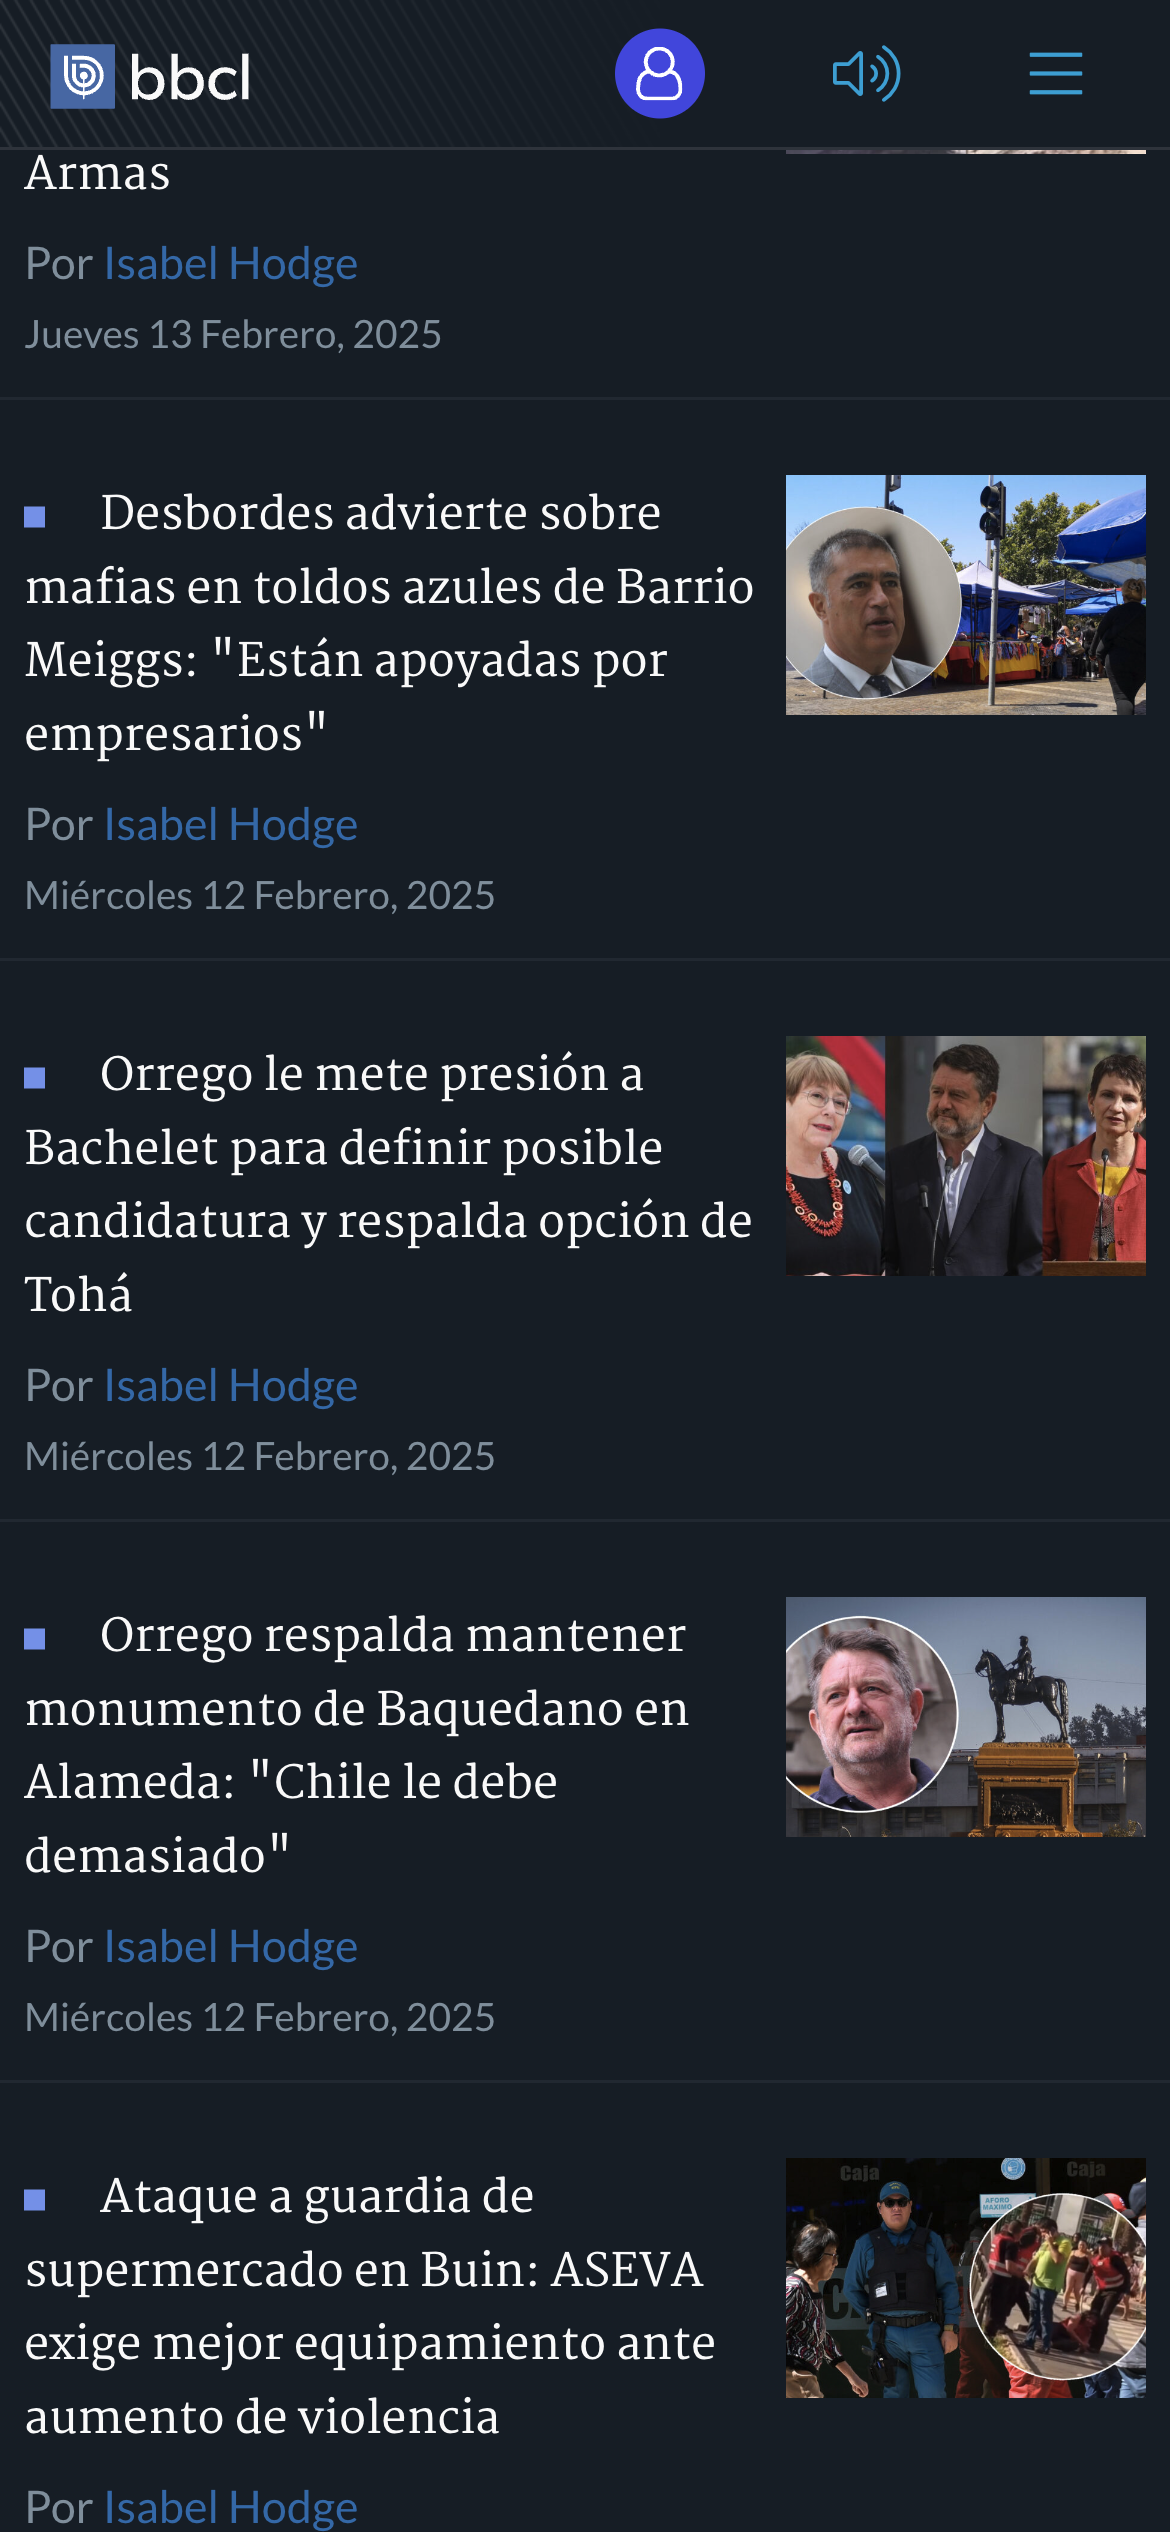 bbcl
Armas
Por Isabel Hodge
Jueves 13 Febrero, 2025
Desbordes advierte sobre
mafias en toldos azules de Barrio
Meiggs: "Están apoyadas por
empresarios"
Por Isabel Hodge
Miércoles 12 Febrero, 2025
Orrego le mete presión a
Bachelet para definir posible
candidatura y respalda opción de
Tohá
Por Isabel Hodge
Miércoles 12 Febrero, 2025
Orrego respalda mantener
monumento de Baquedano en
Alameda: "Chile le debe
demasiado"
Por Isabel Hodge
Miércoles 12 Febrero, 2025
Ataque a guardia de
supermercado en Buin: ASEVA
exige mejor equipamiento ante
aumento de violencia
Caja
Caja
AFORO
MAXIMO
Por Isabel Hodge